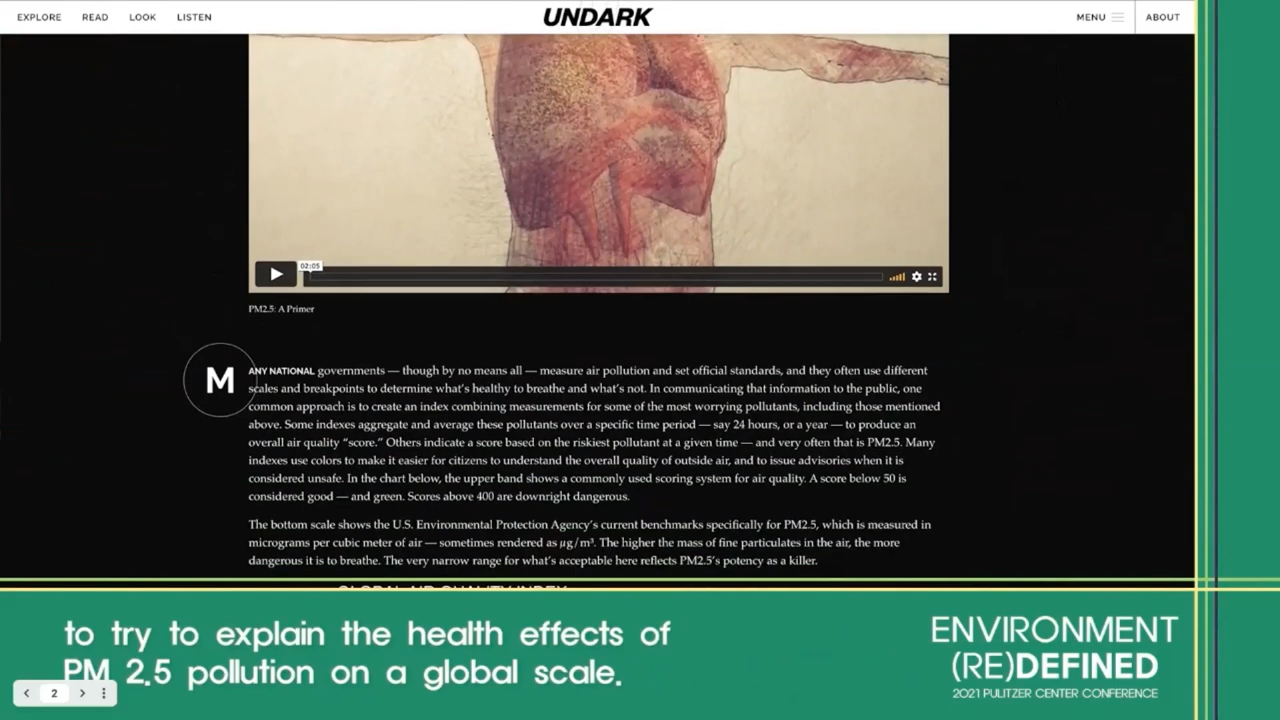 EXPLORE READ LOOK LISTEN UNDARK MENU ABOUT
02:05
PM2.5: A Primer
MANY NATIONAL governments — though by no means all — measure air pollution and set official standards, and they often use different
scales and breakpoints to determine what's healthy to breathe and what's not. In communicating that information to the public, one
common approach is to create an index combining measurements for some of the most worrying pollutants, including those mentioned
above. Some indexes aggregate and average these pollutants over a specific time period — say 24 hours, or a year — to produce an
overall air quality “score.” Others indicate a score based on the riskiest pollutant at a given time — and very often that is PM2.5. Many
indexes use colors to make it easier for citizens to understand the overall quality of outside air, and to issue advisories when it is
considered unsafe. In the chart below, the upper band shows a commonly used scoring system for air quality. A score below 50 is
considered good — and green. Scores above 400 are downright dangerous.
The bottom scale shows the U.S. Environmental Protection Agency's current benchmarks specifically for PM2.5, which is measured in
micrograms per cubic meter of air — sometimes rendered as µg/m³. The higher the mass of fine particulates in the air, the more
dangerous it is to breathe. The very narrow range for what's acceptable here reflects PM2.5's potency as a killer.
to try to explain the health effects of
PM 2.5 pollution on a global scale.
2
ENVIRONMENT
(RE)DEFINED
2021 PULITZER CENTER CONFERENCE